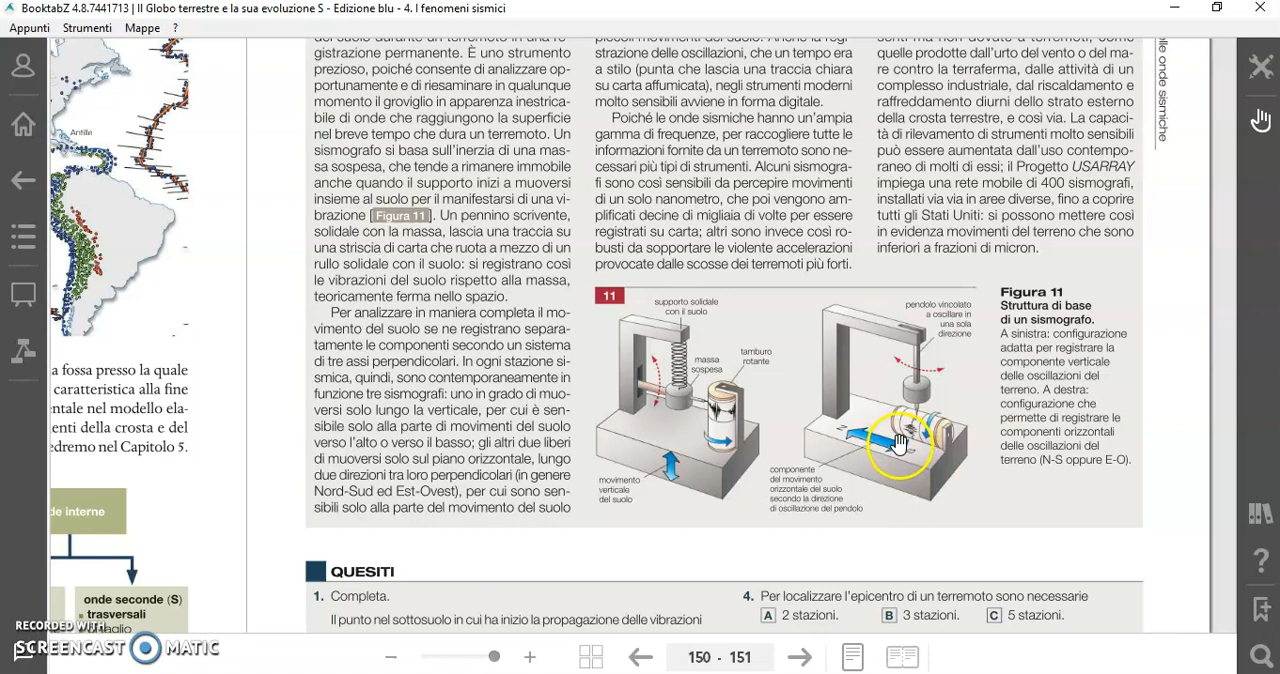 BooktabZ 4.8.7441713 | Il Globo terrestre e la sua evoluzione S - Edizione blu - 4. I fenomeni sismici
Appunti Strumenti Mappe ?
Antille
a fossa presso la quale
caratteristica alla fine
entale nel modello ela-
enti della crosta e del
edremo nel Capitolo 5.
de interne
onde seconde (S)
trasversali
del suolo durante un terremoto in una re-
gistrazione permanente. È uno strumento
prezioso, poiché consente di analizzare op-
portunamente e di riesaminare in qualunque
momento il groviglio in apparenza inestrica-
bile di onde che raggiungono la superficie
nel breve tempo che dura un terremoto. Un
sismografo si basa sull'inerzia di una mas-
sa sospesa, che tende a rimanere immobile
anche quando il supporto inizi a muoversi
insieme al suolo per il manifestarsi di una vi-
brazione [Figura 11]. Un pennino scrivente,
solidale con la massa, lascia una traccia su
una striscia di carta che ruota a mezzo di un
rullo solidale con il suolo: si registrano così
le vibrazioni del suolo rispetto alla massa,
teoricamente ferma nello spazio.
Per analizzare in maniera completa il mo-
vimento del suolo se ne registrano separa-
tamente le componenti secondo un sistema
di tre assi perpendicolari. In ogni stazione si-
smica, quindi, sono contemporaneamente in
funzione tre sismografi: uno in grado di muo-
versi solo lungo la verticale, per cui è sen-
sibile solo alla parte di movimenti del suolo
verso l'alto o verso il basso; gli altri due liberi
di muoversi solo sul piano orizzontale, lungo
due direzioni tra loro perpendicolari (in genere
Nord-Sud ed Est-Ovest), per cui sono sen-
sibili solo alla parte del movimento del suolo
piccoli movimenti del suolo. Anche la regi-
strazione delle oscillazioni, che un tempo era
a stilo (punta che lascia una traccia chiara
su carta affumicata), negli strumenti moderni
molto sensibili avviene in forma digitale.
Poiché le onde sismiche hanno un'ampia
gamma di frequenze, per raccogliere tutte le
informazioni fornite da un terremoto sono ne-
cessari più tipi di strumenti. Alcuni sismogra-
fi sono così sensibili da percepire movimenti
di un solo nanometro, che poi vengono am-
plificati decine di migliaia di volte per essere
registrati su carta; altri sono invece così ro-
busti da sopportare le violente accelerazioni
provocate dalle scosse dei terremoti più forti.
menti ma non dovute a terremoti, come
quelle prodotte dall'urto del vento o del ma-
re contro la terraferma, dalle attività di un
complesso industriale, dal riscaldamento e
raffreddamento diurni dello strato esterno
della crosta terrestre, e così via. La capaci-
tà di rilevamento di strumenti molto sensibili
può essere aumentata dall'uso contempo-
raneo di molti di essi; il Progetto USARRAY
impiega una rete mobile di 400 sismografi,
installati via via in aree diverse, fino a coprire
tutti gli Stati Uniti: si possono mettere così
in evidenza movimenti del terreno che sono
inferiori a frazioni di micron.
elle onde sismiche
11
supporto solidale
con il suolo
massa
sospesa
tamburo
rotante
movimento
verticale
del suolo
pendolo vincolato
a oscillare in
una sola
direzione
N
componente
del movimento
orizzontale del suolo
secondo la direzione
di oscillazione del pendolo
Figura 11
Struttura di base
di un sismografo.
A sinistra: configurazione
adatta per registrare la
componente verticale
delle oscillazioni del
terreno. A destra:
configurazione che
permette di registrare le
componenti orizzontali
delle oscillazioni del
terreno (N-S oppure E-O).
QUESITI
1. Completa.
Il punto nel sottosuolo in cui ha inizio la propagazione delle vibrazioni
4. Per localizzare l'epicentro di un terremoto sono necessarie
A 2 stazioni. B 3 stazioni. C 5 stazioni.
RECORDED WITH
SCREENCAST MATIC
150 - 151